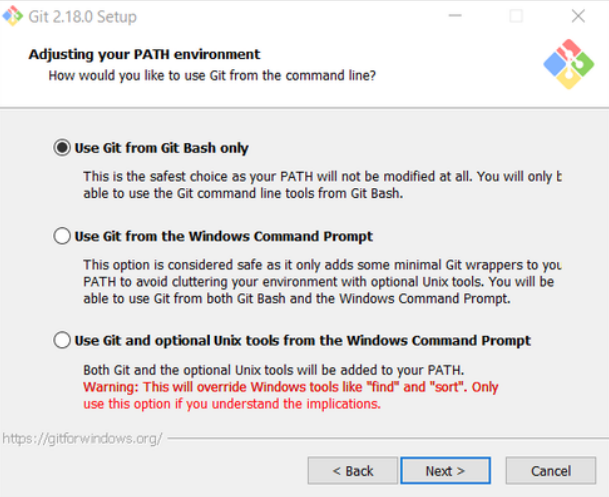 Git 2.18.0 Setup
Adjusting your PATH environment
How would you like to use Git from the command line?
Use Git from Git Bash only
This is the safest choice as your PATH will not be modified at all. You will only
able to use the Git command line tools from Git Bash.
Use Git from the Windows Command Prompt
This option is considered safe as it only adds some minimal Git wrappers to
PATH to avoid cluttering your environment with optional Unix tools. You will be
able to use Git from both Git Bash and the Windows Command Prompt.
Use Git and optional Unix tools from the Windows Command Prompt
Both Git and the optional Unix tools will be added to your PATH.
Warning: This will override Windows tools like "find" and "sort". Only
use this option if you understand the implications.
https://gitforwindows.org/
< Back Next > Cancel